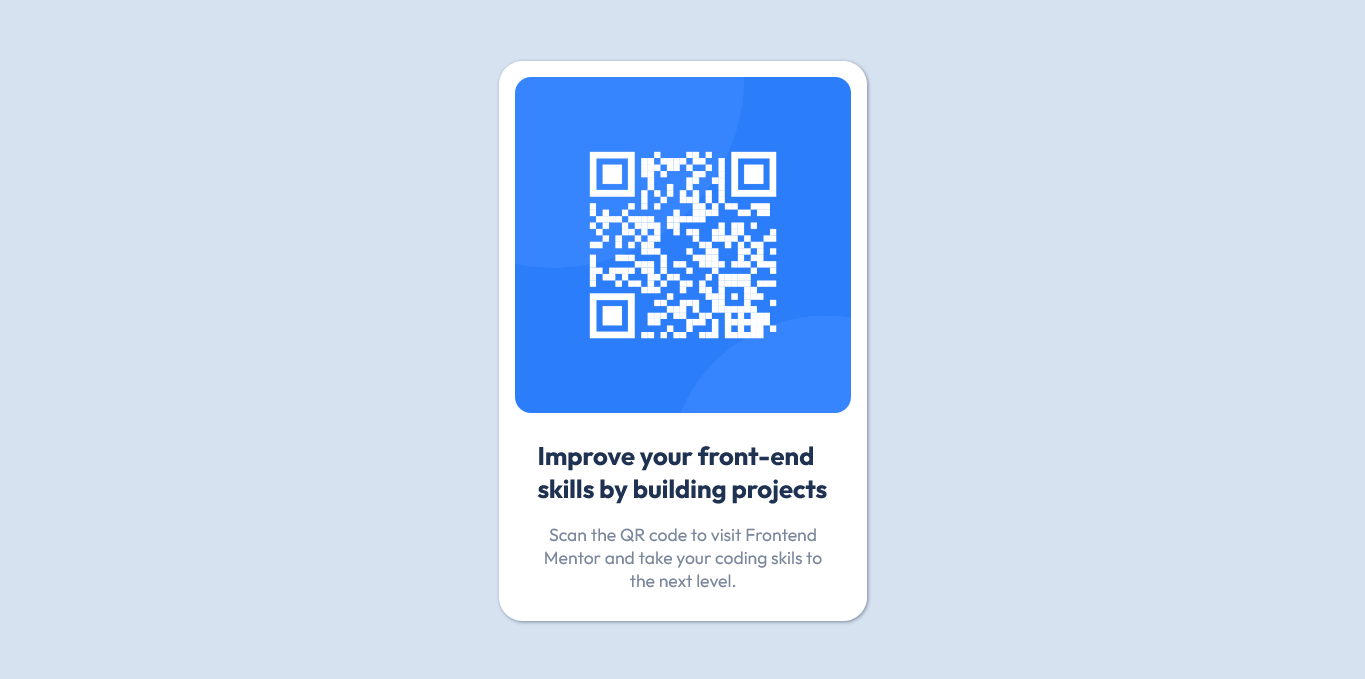 Improve your front-end
skills by building projects
Scan the QR code to visit Frontend
Mentor and take your coding skils to
the next level.